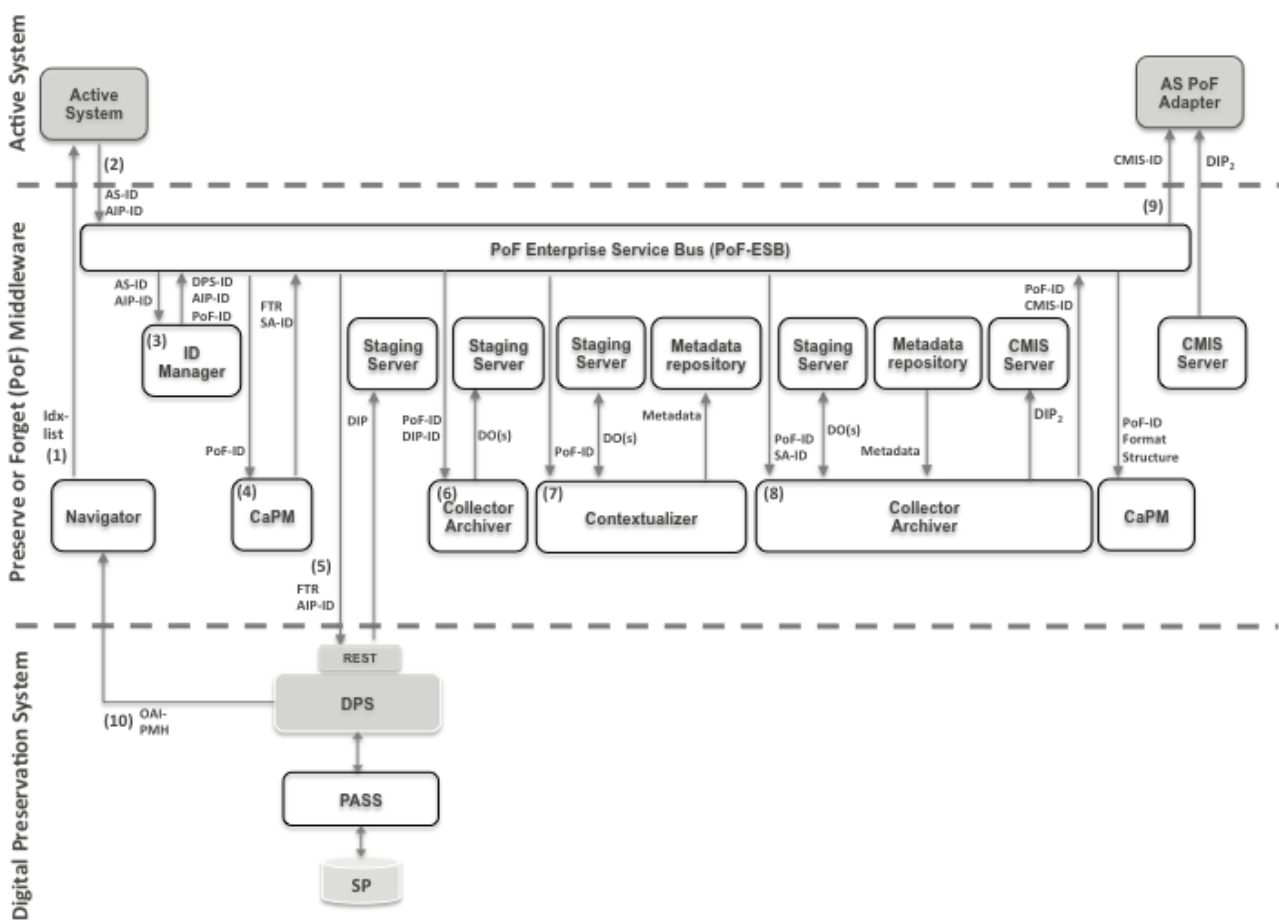 Active System
Active
System
AS PoF
Adapter
(2)
CMIS-ID
DIP₂
Preserve or Forget (PoF) Middleware
AS-ID
AIP-ID
(9)
PoF Enterprise Service Bus (PoF-ESB)
AS-ID
AIP-ID
DPS-ID
AIP-ID
PoF-ID
FTR
SA-ID
PoF-ID
CMIS-ID
(3)
ID
Manager
Staging
Server
Staging
Server
Staging
Server
Metadata
repository
Staging
Server
Metadata
repository
CMIS
Server
CMIS
Server
Idx-
list
(1)
PoF-ID
DIP
PoF-ID
DIP-ID
DO(s)
PoF-ID
DO(s)
Metadata
PoF-ID
SA-ID
DO(s)
Metadata
DIP₂
PoF-ID
Format
Structure
Navigator
(4)
CaPM
(6)
Collector
Archiver
(7)
Contextualizer
(8)
Collector
Archiver
CaPM
(5)
FTR
AIP-ID
Digital Preservation System
REST
DPS
(10)
OAI-
PMH
PASS
SP